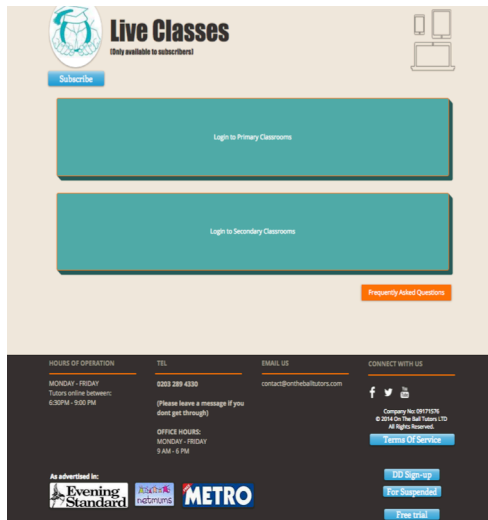 Live Classes
(Only available to subscribers)
Subscribe
Login to Primary Classrooms
Login to Secondary Classrooms
Frequently Asked Questions
HOURS OF OPERATION
MONDAY - FRIDAY
Tutors online between:
6:30PM - 9:00 PM
TEL
0203 289 4330
(Please leave a message if you
dont get through)
OFFICE HOURS:
MONDAY - FRIDAY
9 AM - 6 PM
EMAIL US
contact@ontheballtutors.com
CONNECT WITH US
Company No: 09171576
© 2014 On The Ball Tutors LTD
All Rights Reserved.
Terms Of Service
As advertised in:
Evening
Standard
netmums
METRO
DD Sign-up
For Suspended
Free trial